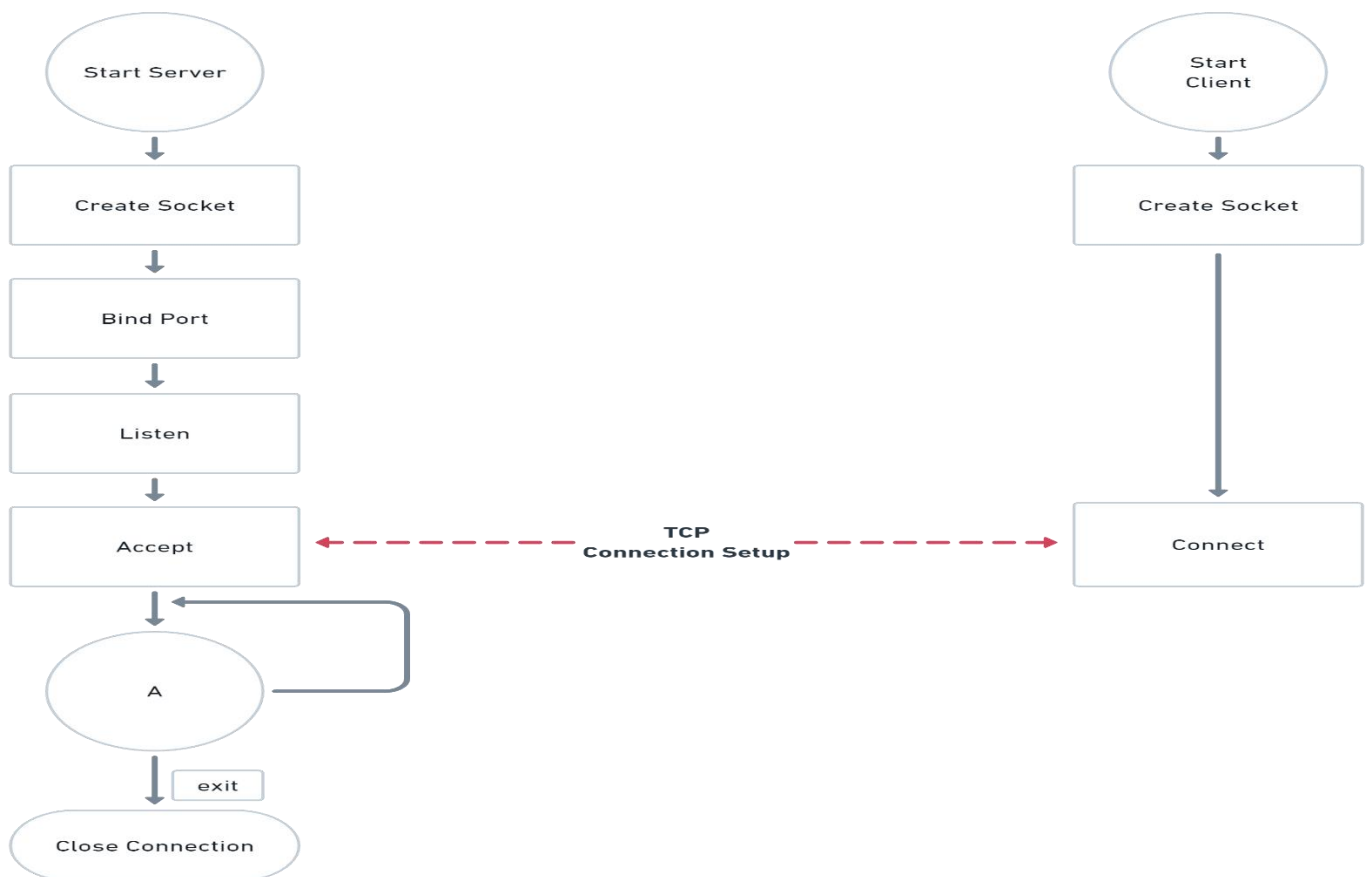 Start Server
Start
Client
Create Socket
Create Socket
Bind Port
Listen
Accept
TCP
Connection Setup
Connect
A
exit
Close Connection